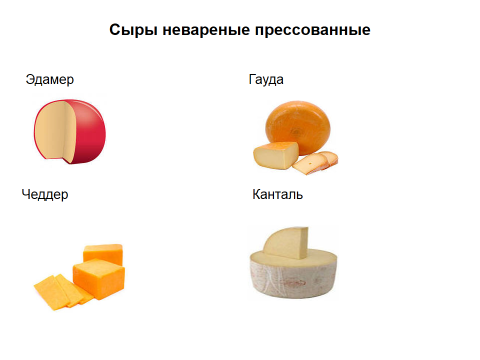 Сыры невареные прессованные
Эдамер
Гауда
Чеддер
Канталь